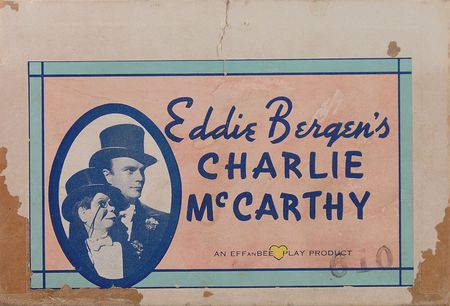 Eddie Bergen's
CHARLIE
McCARTHY
AN EFFANBEE PLAY PRODUCT
610